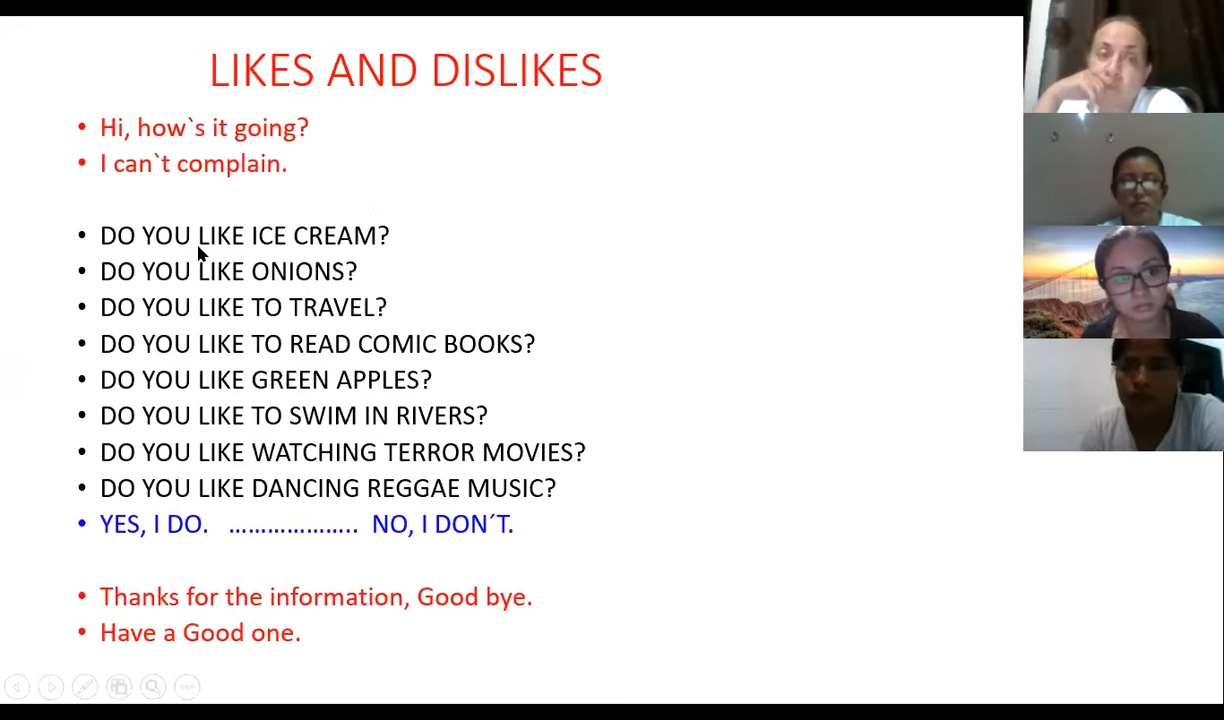 LIKES AND DISLIKES
• Hi, how`s it going?
• I can`t complain.
• DO YOU LIKE ICE CREAM?
• DO YOU LIKE ONIONS?
• DO YOU LIKE TO TRAVEL?
• DO YOU LIKE TO READ COMIC BOOKS?
• DO YOU LIKE GREEN APPLES?
• DO YOU LIKE TO SWIM IN RIVERS?
• DO YOU LIKE WATCHING TERROR MOVIES?
• DO YOU LIKE DANCING REGGAE MUSIC?
• YES, I DO. ……………….. NO, I DON´T.
• Thanks for the information, Good bye.
• Have a Good one.